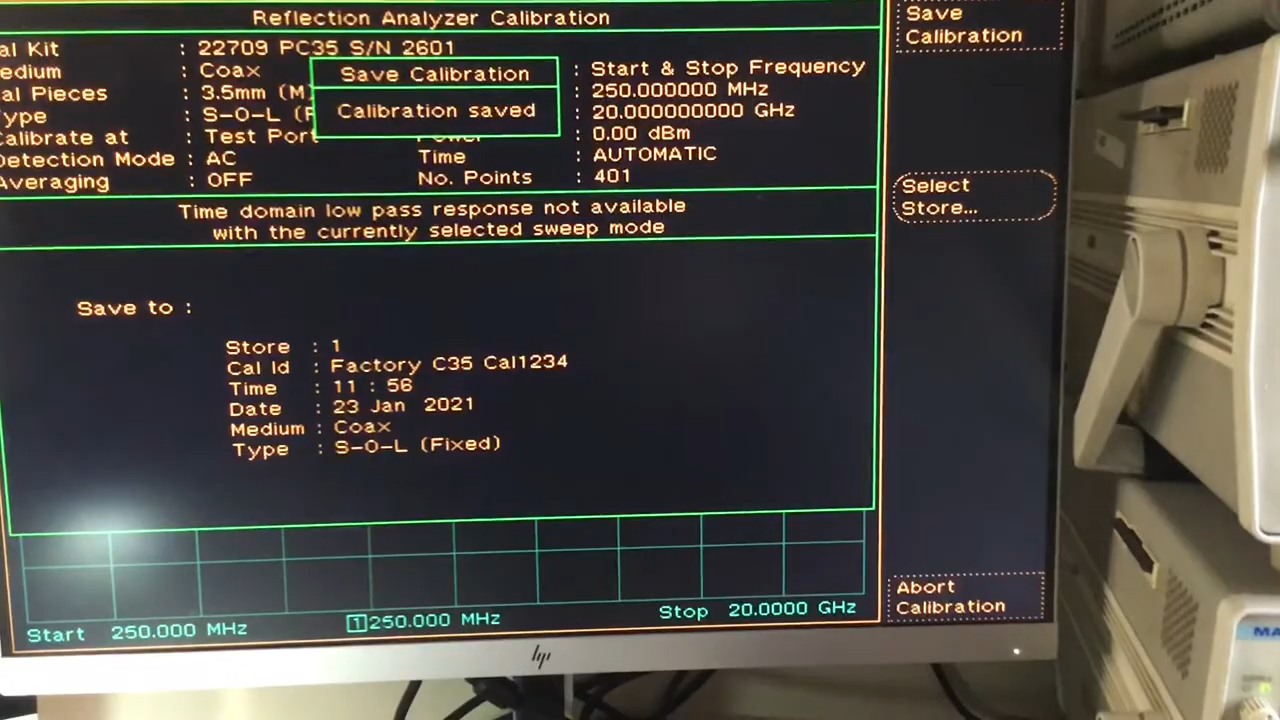 Reflection Analyzer Calibration
al Kit : 22709 PC35 S/N 2601
edium : Coax
al Pieces : 3.5mm (M)
ype : S-O-L (F
Calibrate at : Test Port
Detection Mode : AC
Averaging : OFF
Save Calibration
Calibration saved
: Start & Stop Frequency
: 250.000000 MHz
: 20.000000000 GHz
: 0.00 dBm
Time : AUTOMATIC
No. Points : 401
Time domain low pass response not available
with the currently selected sweep mode
Save to :
Store : 1
Cal Id : Factory C35 Cal1234
Time : 11 : 56
Date : 23 Jan 2021
Medium : Coax
Type : S-O-L (Fixed)
Start 250.000 MHz
1 250.000 MHz
Stop 20.0000 GHz
Save
Calibration
Select
Store...
Abort
Calibration
hp
MA